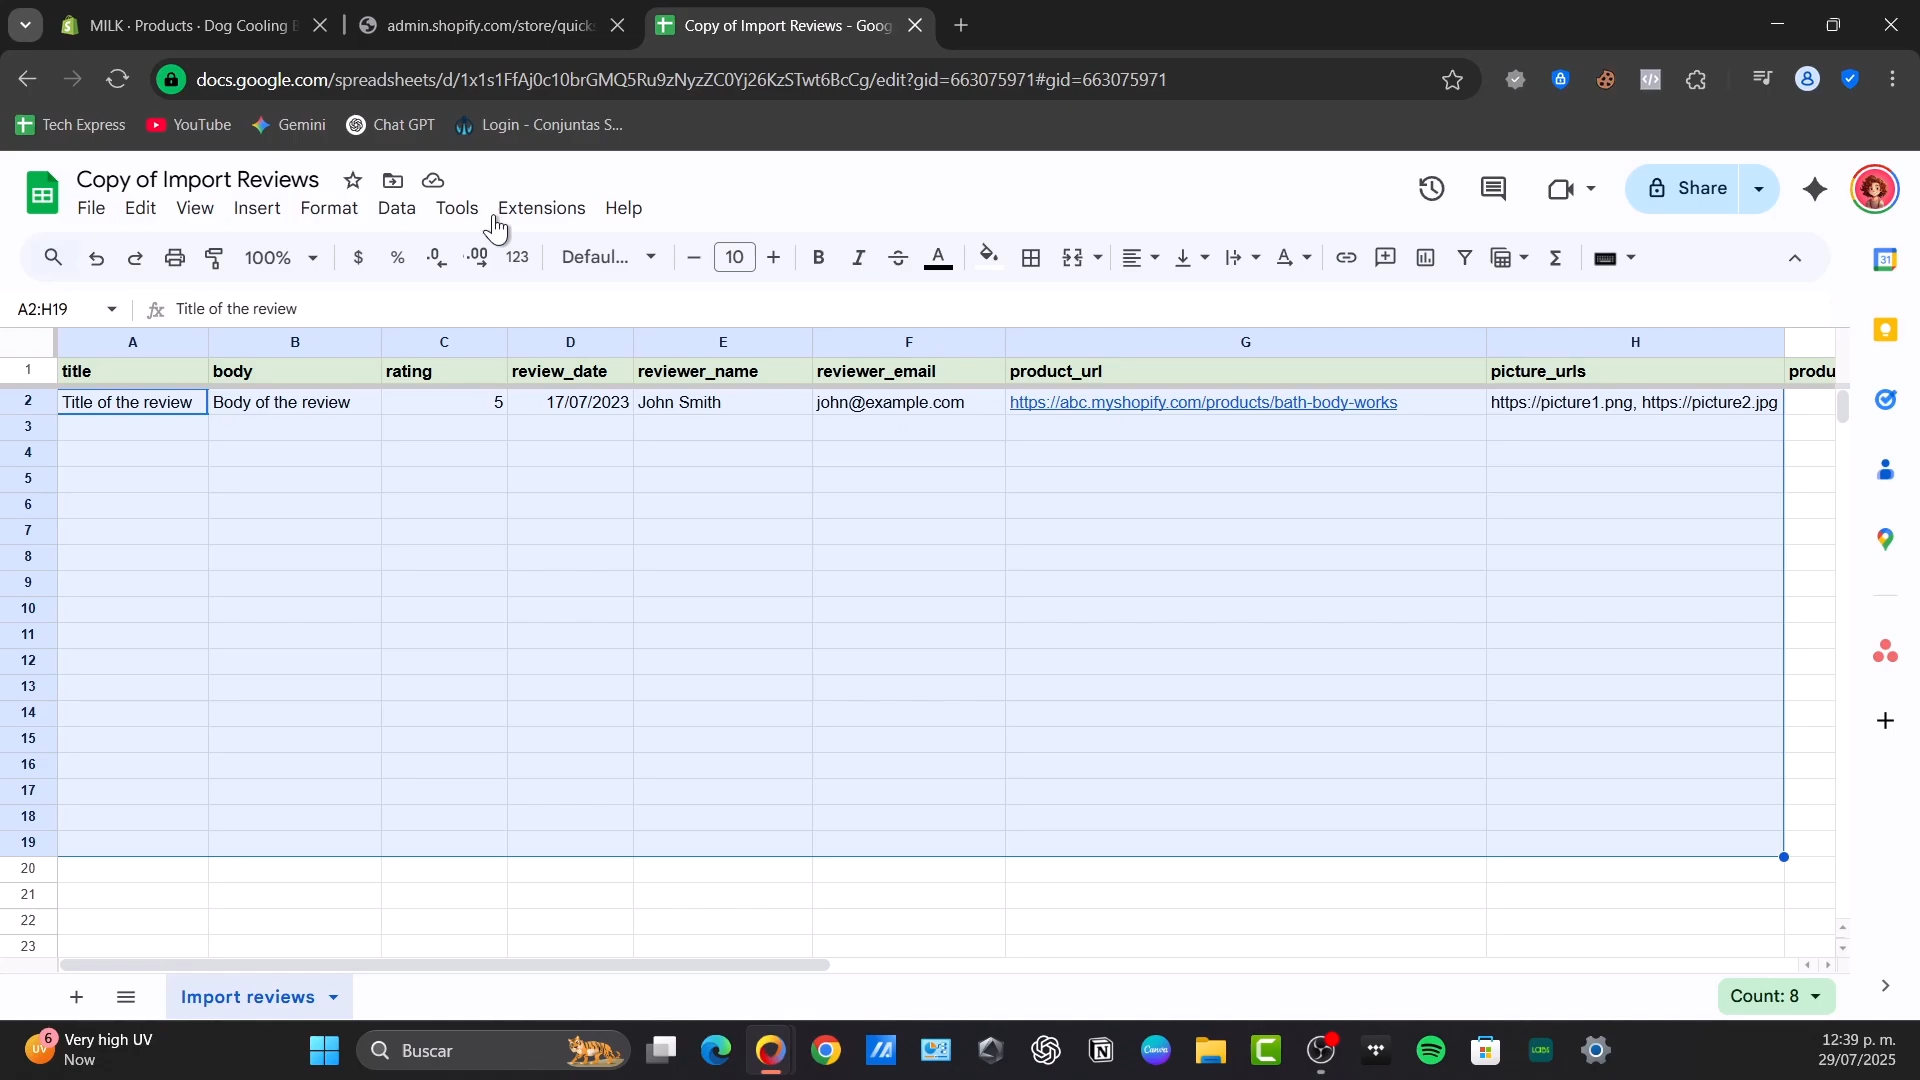 MILK · Products · Dog Cooling B
admin.shopify.com/store/quick
Copy of Import Reviews - Goog
docs.google.com/spreadsheets/d/1x1s1FfAj0c10brGMQ5Ru9zNyzZC0Yj26KzSTwt6BcCg/edit?gid=663075971#gid=663075971
Tech Express YouTube Gemini Chat GPT Login - Conjuntas S...
Copy of Import Reviews
File Edit View Insert Format Data Tools Extensions Help
Share
100% $ % .0 .00 123 Defaul... 10 B I A
A2:H19 fx Title of the review
A B C D E F G H
1 title body rating review_date reviewer_name reviewer_email product_url picture_urls produ
2 Title of the review Body of the review 5 17/07/2023 John Smith john@example.com https://abc.myshopify.com/products/bath-body-works https://picture1.png, https://picture2.jpg
3
4
5
6
7
8
9
10
11
12
13
14
15
16
17
18
19
20
21
22
23
Import reviews
Count: 8
6 UV Very high UV
Now
Buscar
Canva
LABS
12:39 p. m.
29/07/2025
31